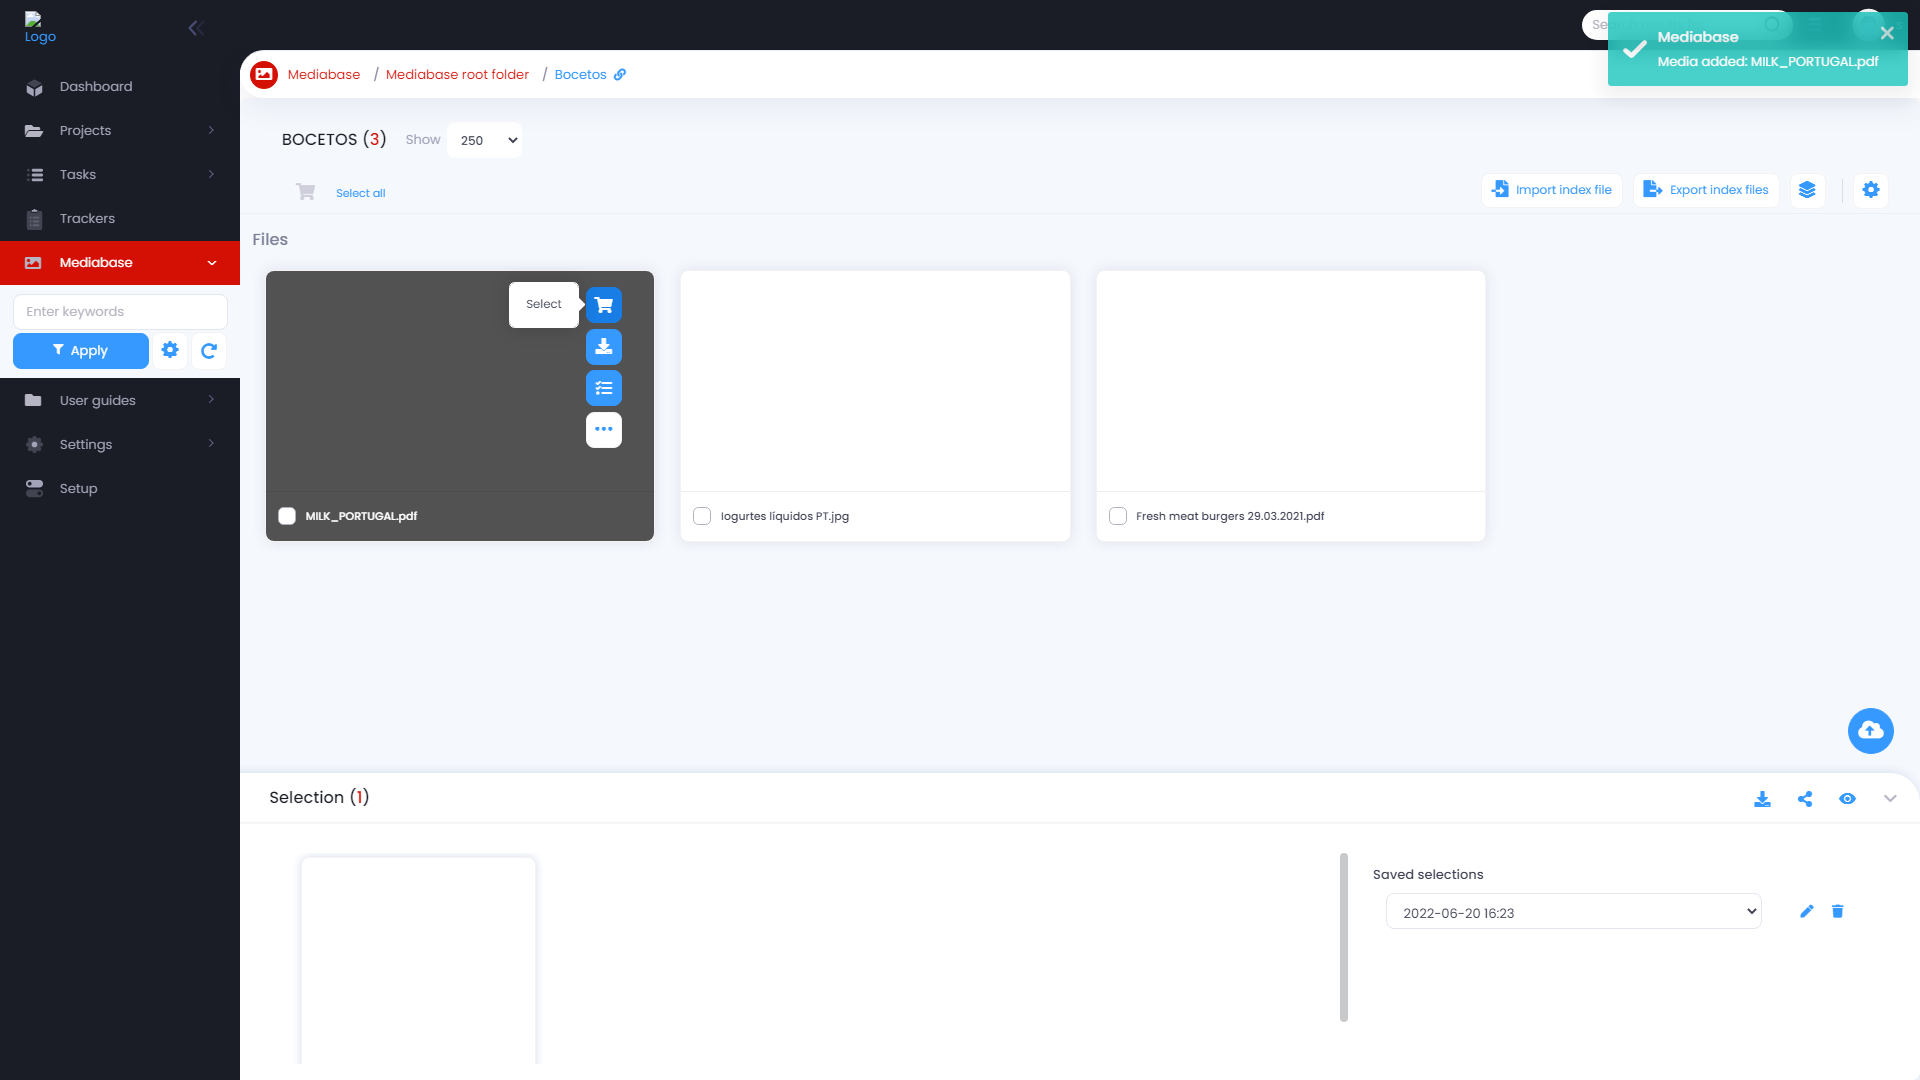 Logo
Dashboard
Projects
Tasks
Trackers
Mediabase
Enter keywords
Apply
User guides
Settings
Setup
Mediabase / Mediabase root folder / Bocetos
Mediabase
Media added: MILK_PORTUGAL.pdf
BOCETOS (3) Show 250
Select all
Import index file
Export index files
Files
Select
MILK_PORTUGAL.pdf
Iogurtes líquidos PT.jpg
Fresh meat burgers 29.03.2021.pdf
Selection (1)
Saved selections
2022-06-20 16:23